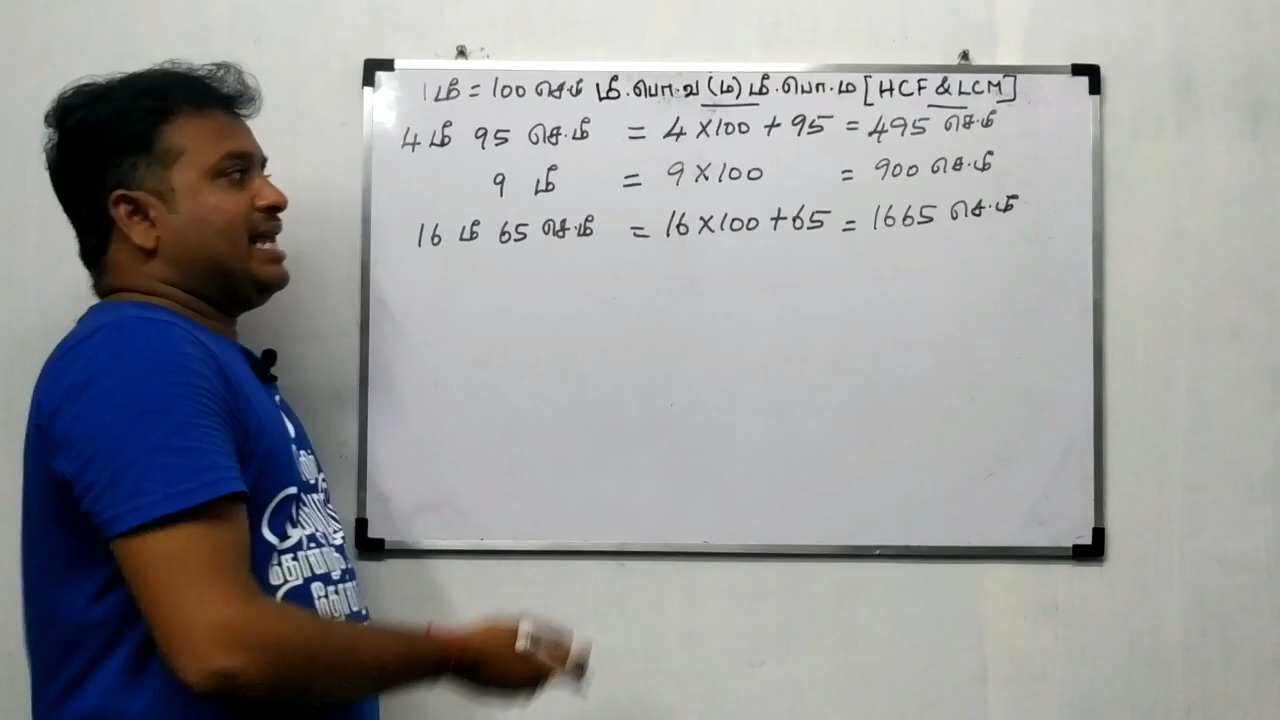 1 மீ = 100 செ.மீ மீ.பொ.வ (ம) மீ.பொ.ம [HCF & LCM]
4 மீ 95 செ.மீ = 4 X 100 + 95 = 495 செ.மீ
9 மீ = 9 X 100 = 900 செ.மீ
16 மீ 65 செ.மீ = 16 X 100 + 65 = 1665 செ.மீ